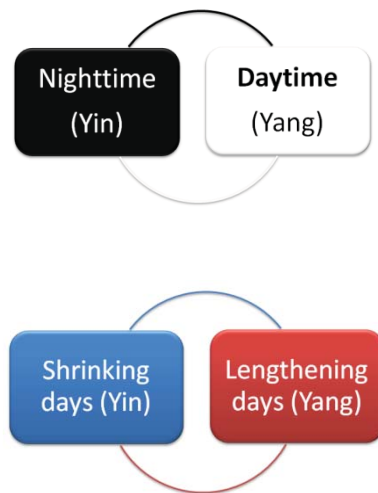 Nighttime
(Yin)
Daytime
(Yang)
Shrinking
days (Yin)
Lengthening
days (Yang)